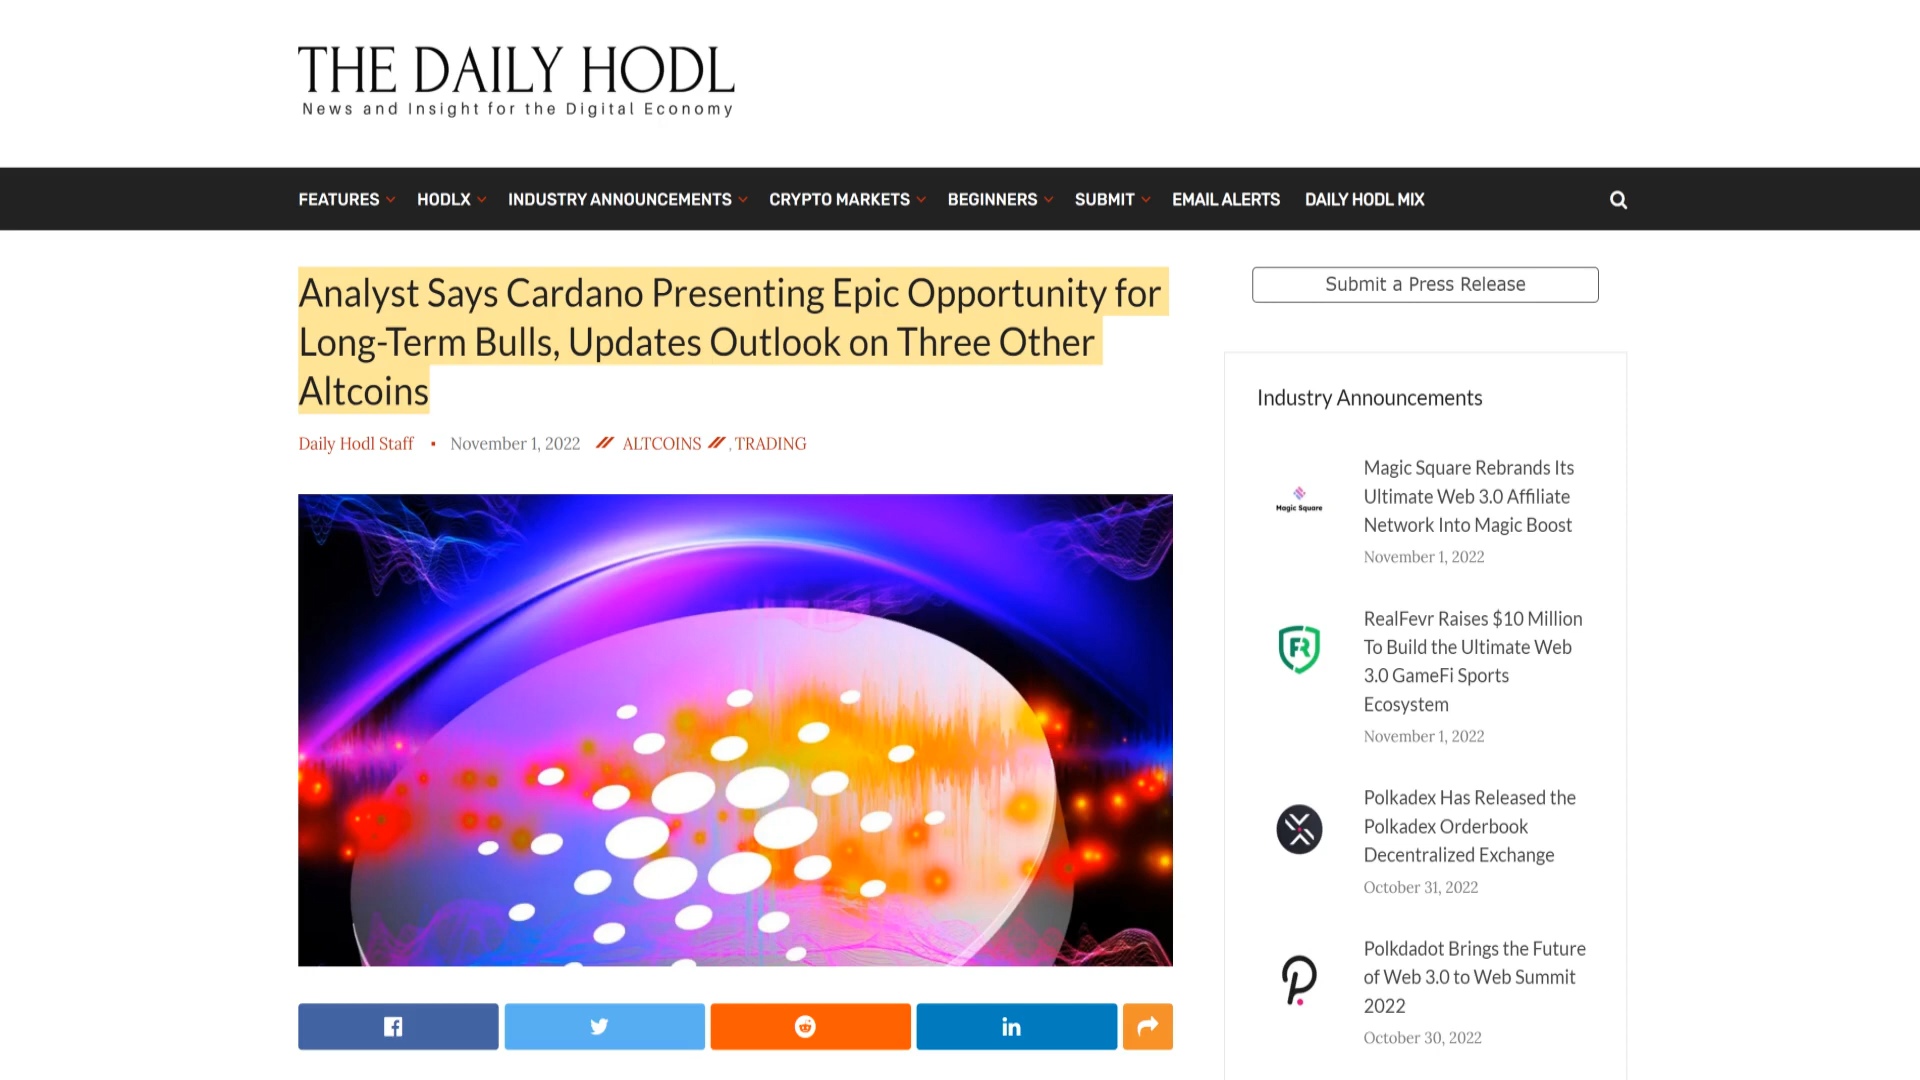 THE DAILY HODL
News and Insight for the Digital Economy
FEATURES HODLX INDUSTRY ANNOUNCEMENTS CRYPTO MARKETS BEGINNERS SUBMIT EMAIL ALERTS DAILY HODL MIX
Analyst Says Cardano Presenting Epic Opportunity for
Long-Term Bulls, Updates Outlook on Three Other
Altcoins
Daily Hodl Staff • November 1, 2022 // ALTCOINS // , TRADING
Submit a Press Release
Industry Announcements
Magic Square
Magic Square Rebrands Its
Ultimate Web 3.0 Affiliate
Network Into Magic Boost
November 1, 2022
FR
RealFevr Raises $10 Million
To Build the Ultimate Web
3.0 GameFi Sports
Ecosystem
November 1, 2022
Polkadex Has Released the
Polkadex Orderbook
Decentralized Exchange
October 31, 2022
Polkdadot Brings the Future
of Web 3.0 to Web Summit
2022
October 30, 2022